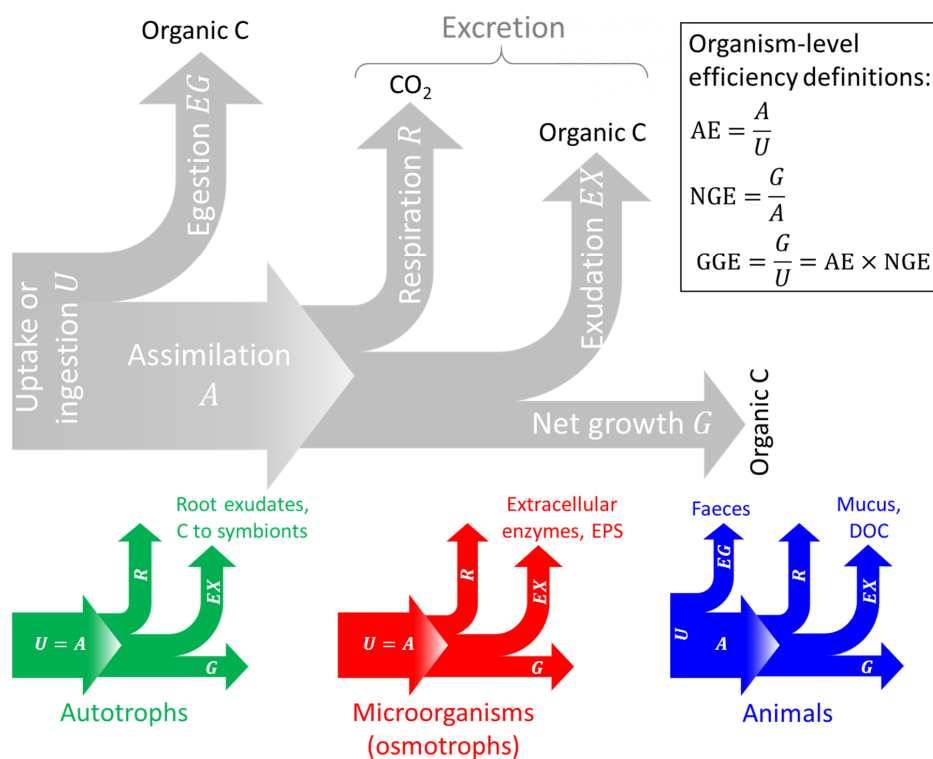 Organic C
Egestion EG
Excretion
CO₂
Respiration R
Organic C
Exudation EX
Uptake or
ingestion U
Assimilation
A
Net growth G
Organic C
Organism-level
efficiency definitions:
AE = A/U
NGE = G/A
GGE = G/U = AE × NGE
Root exudates,
C to symbionts
R
EX
U = A
G
Autotrophs
Extracellular
enzymes, EPS
R
EX
U = A
G
Microorganisms
(osmotrophs)
Faeces
Mucus,
DOC
EG
R
EX
U
A
G
Animals